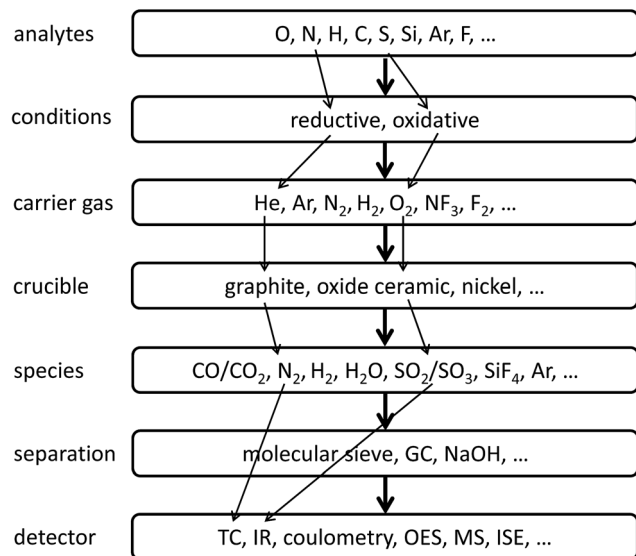 analytes O, N, H, C, S, Si, Ar, F, ...
conditions reductive, oxidative
carrier gas He, Ar, N₂, H₂, O₂, NF₃, F₂, ...
crucible graphite, oxide ceramic, nickel, ...
species CO/CO₂, N₂, H₂, H₂O, SO₂/SO₃, SiF₄, Ar, ...
separation molecular sieve, GC, NaOH, ...
detector TC, IR, coulometry, OES, MS, ISE, ...